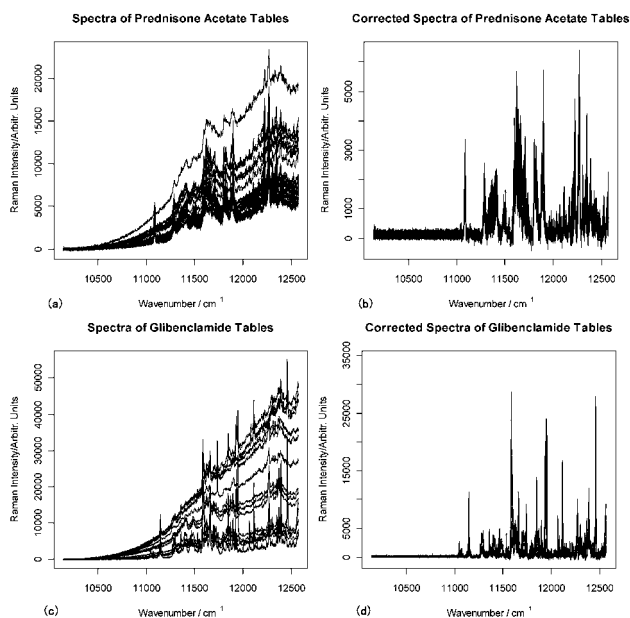 Spectra of Prednisone Acetate Tables
Raman Intensity/Arbitr. Units
20000
15000
10000
5000
0
10500 11000 11500 12000 12500
(a)
Wavenumber / cm-1
Corrected Spectra of Prednisone Acetate Tables
Raman Intensity/Arbitr. Units
5000
3000
1000
0
10500 11000 11500 12000 12500
(b)
Wavenumber / cm-1
Spectra of Glibenclamide Tables
Raman Intensity/Arbitr. Units
50000
40000
30000
20000
10000
0
10500 11000 11500 12000 12500
(c)
Wavenumber / cm-1
Corrected Spectra of Glibenclamide Tables
Raman Intensity/Arbitr. Units
35000
25000
15000
5000
0
10500 11000 11500 12000 12500
(d)
Wavenumber / cm-1